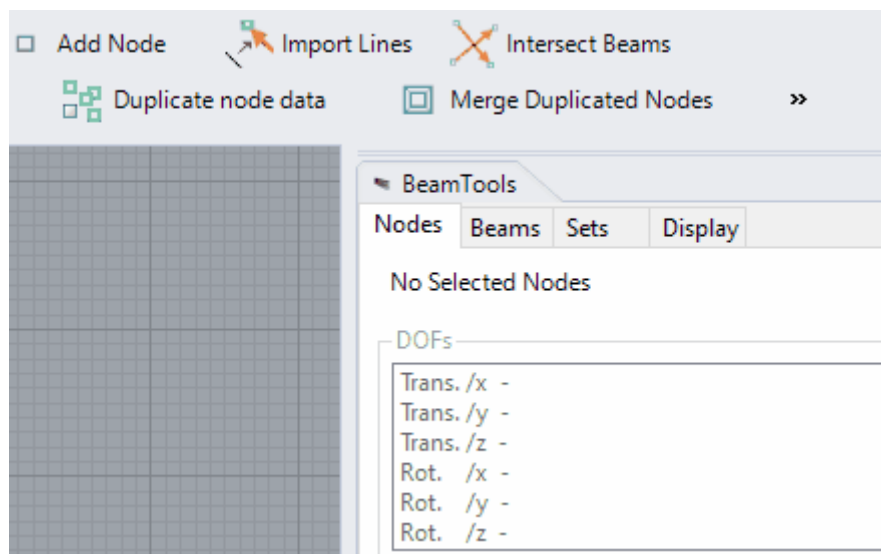 Add Node Import Lines Intersect Beams
Duplicate node data Merge Duplicated Nodes »
BeamTools
Nodes Beams Sets Display
No Selected Nodes
DOFs
Trans. /x -
Trans. /y -
Trans. /z -
Rot. /x -
Rot. /y -
Rot. /z -